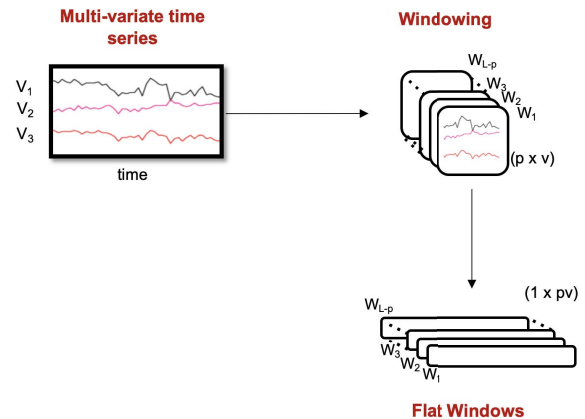 Multi-variate time
series
Windowing
V1
V2
V3
time
WL-p
W3
W2
W1
(p x v)
(1 x pv)
WL-p
W3
W2
W1
Flat Windows